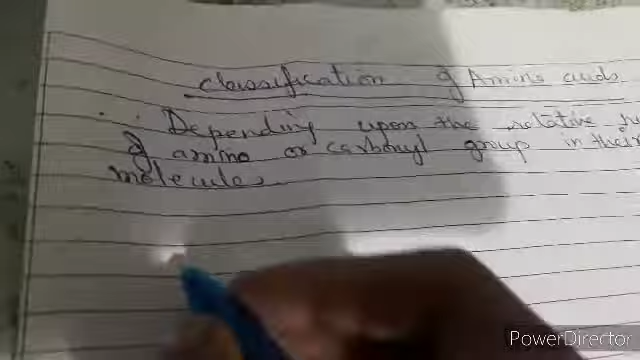 classification of Amino acids
Depending upon the relative
of amino or carboxyl group in their
molecules.
PowerDirector